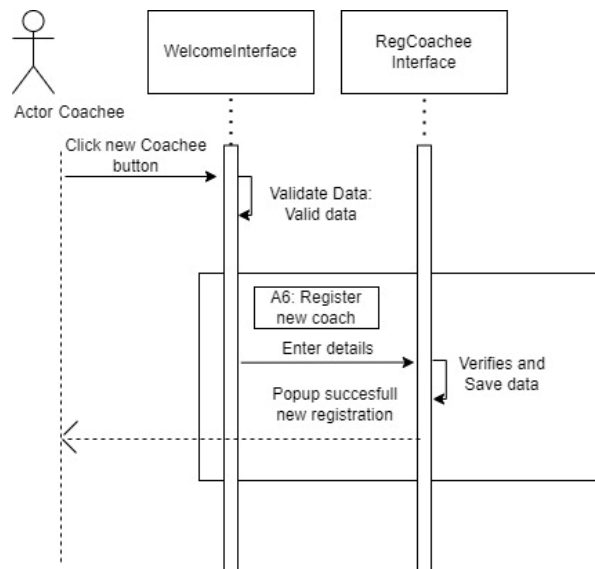 WelcomeInterface
RegCoachee
Interface
Actor Coachee
Click new Coachee
button
Validate Data:
Valid data
A6: Register
new coach
Enter details
Verifies and
Save data
Popup succesfull
new registration